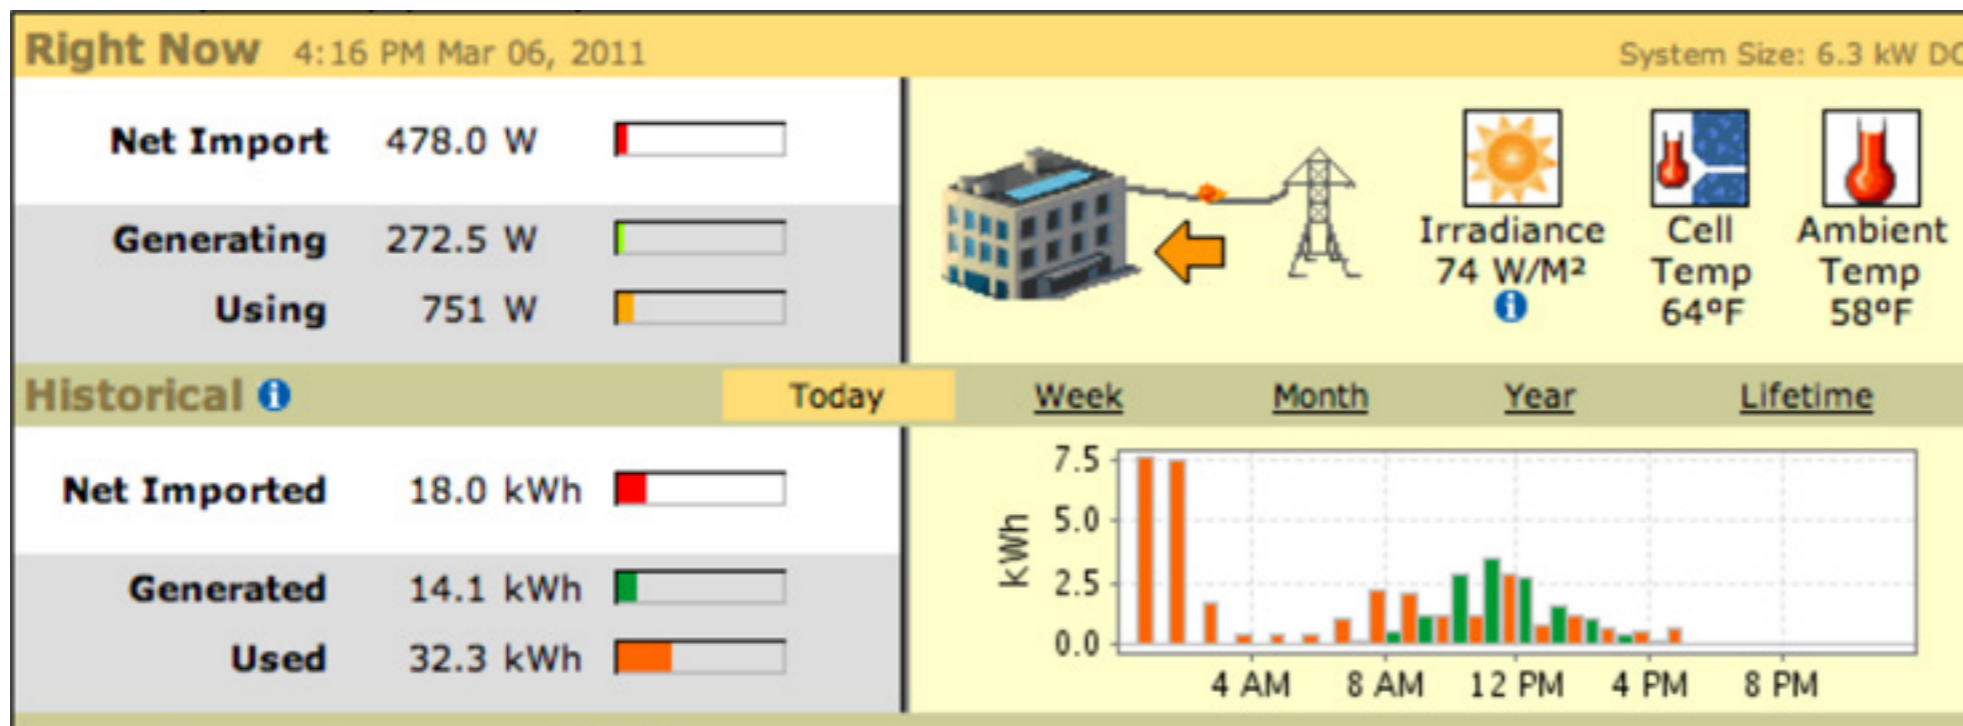 Right Now 4:16 PM Mar 06, 2011 System Size: 6.3 kW DC
Net Import 478.0 W
Generating 272.5 W
Using 751 W
Irradiance
74 W/M²
i
Cell
Temp
64ºF
Ambient
Temp
58ºF
Historical i Today Week Month Year Lifetime
Net Imported 18.0 kWh
Generated 14.1 kWh
Used 32.3 kWh
kWh
7.5
5.0
2.5
0.0
4 AM 8 AM 12 PM 4 PM 8 PM